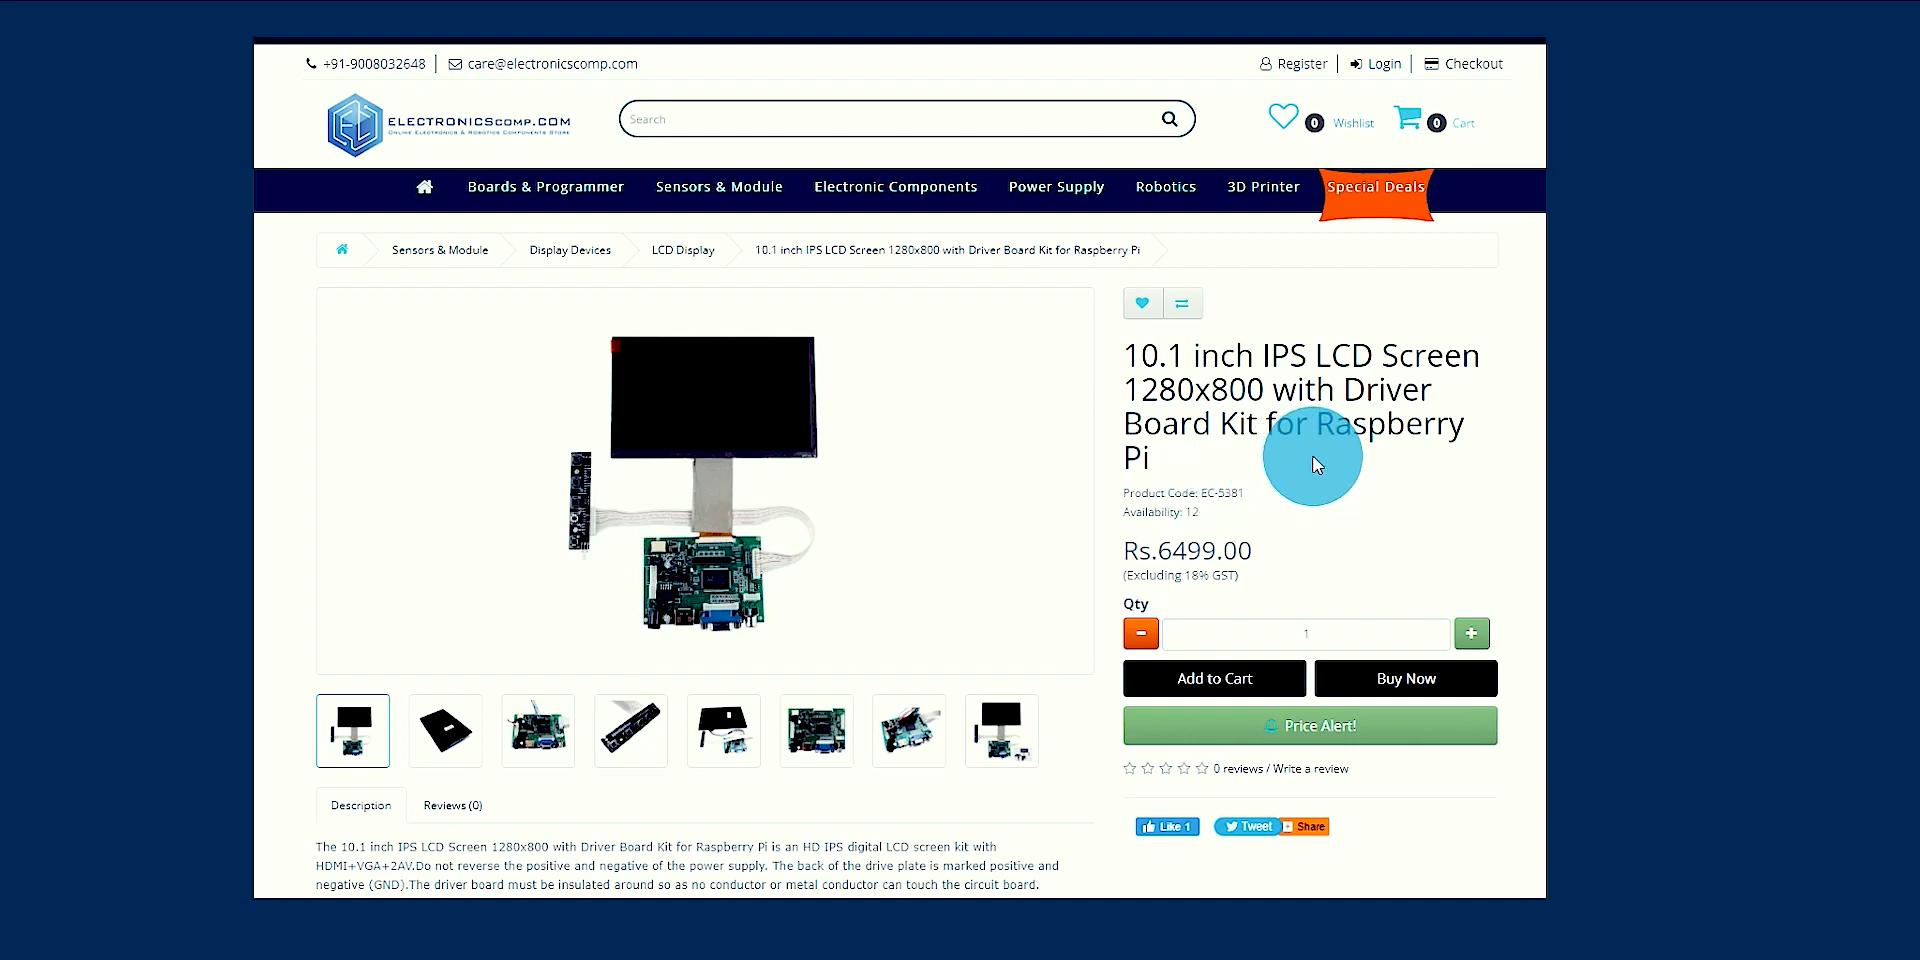 +91-9008032648
care@electronicscomp.com
Register
Login
Checkout
ELECTRONICSCOMP.COM
ONLINE ELECTRONICS & ROBOTICS COMPONENTS STORE
Search
0 Wishlist
0 Cart
Boards & Programmer
Sensors & Module
Electronic Components
Power Supply
Robotics
3D Printer
Special Deals
Sensors & Module
Display Devices
LCD Display
10.1 inch IPS LCD Screen 1280x800 with Driver Board Kit for Raspberry Pi
10.1 inch IPS LCD Screen
1280x800 with Driver
Board Kit for Raspberry
Pi
Product Code: EC-5381
Availability: 12
Rs.6499.00
(Excluding 18% GST)
Qty
-
1
+
Add to Cart
Buy Now
Price Alert!
0 reviews / Write a review
Like 1
Tweet
Share
Description
Reviews (0)
The 10.1 inch IPS LCD Screen 1280x800 with Driver Board Kit for Raspberry Pi is an HD IPS digital LCD screen kit with
HDMI+VGA+2AV.Do not reverse the positive and negative of the power supply. The back of the drive plate is marked positive and
negative (GND).The driver board must be insulated around so as no conductor or metal conductor can touch the circuit board.